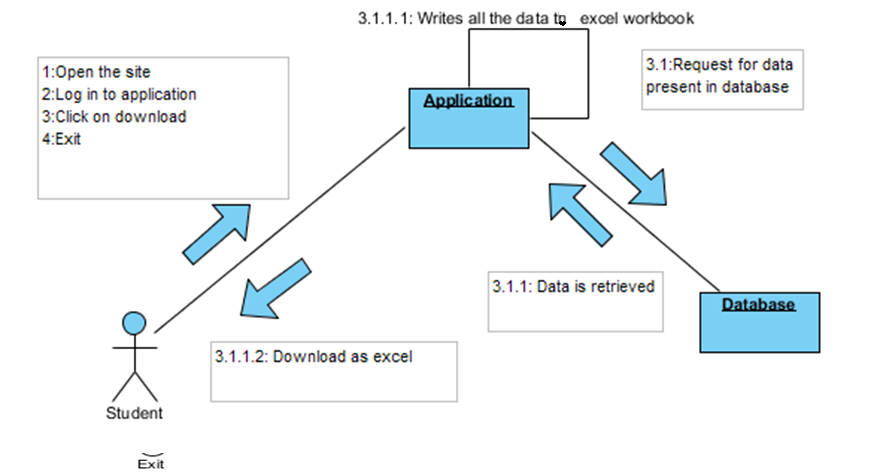 3.1.1.1: Writes all the data to excel workbook
1:Open the site
2:Log in to application
3:Click on download
4:Exit
3.1:Request for data
present in database
Application
3.1.1: Data is retrieved
Database
3.1.1.2: Download as excel
Student
Exit